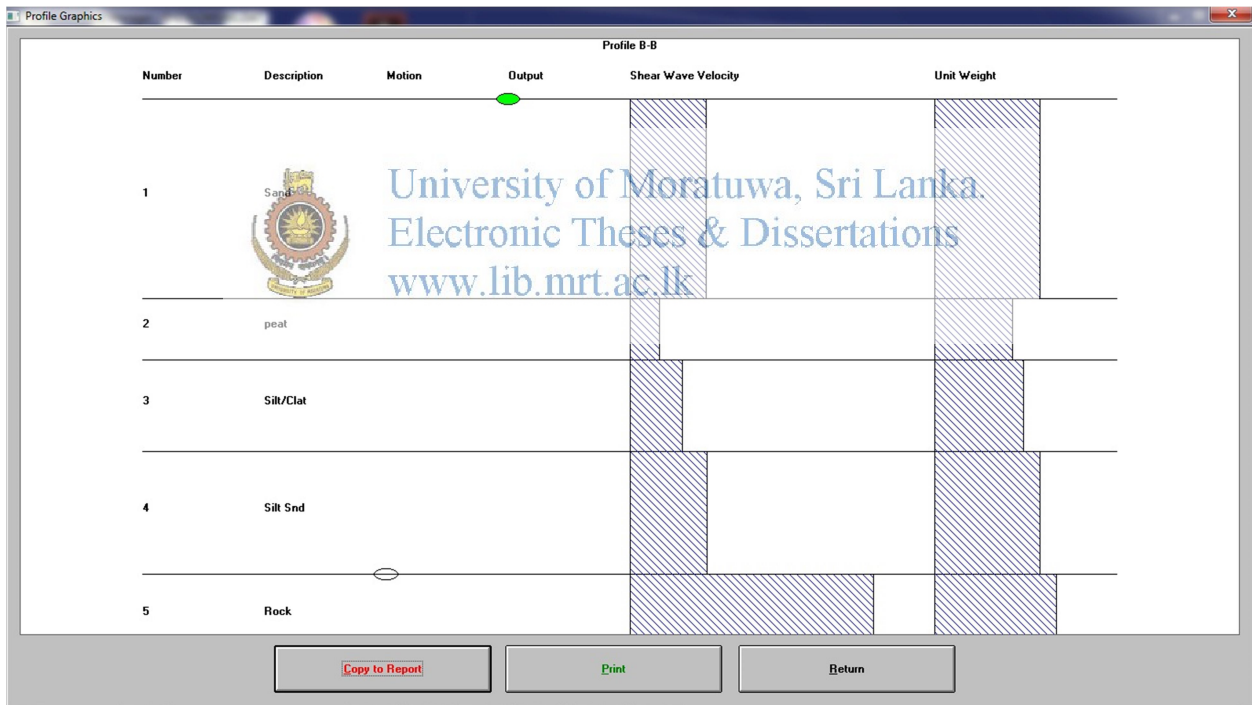 Profile Graphics
Profile B-B
Number Description Motion Output Shear Wave Velocity Unit Weight
1 Sand
University of Moratuwa, Sri Lanka.
Electronic Theses & Dissertations
www.lib.mrt.ac.lk
2 peat
3 Silt/Clat
4 Silt Snd
5 Rock
Copy to Report Print Return